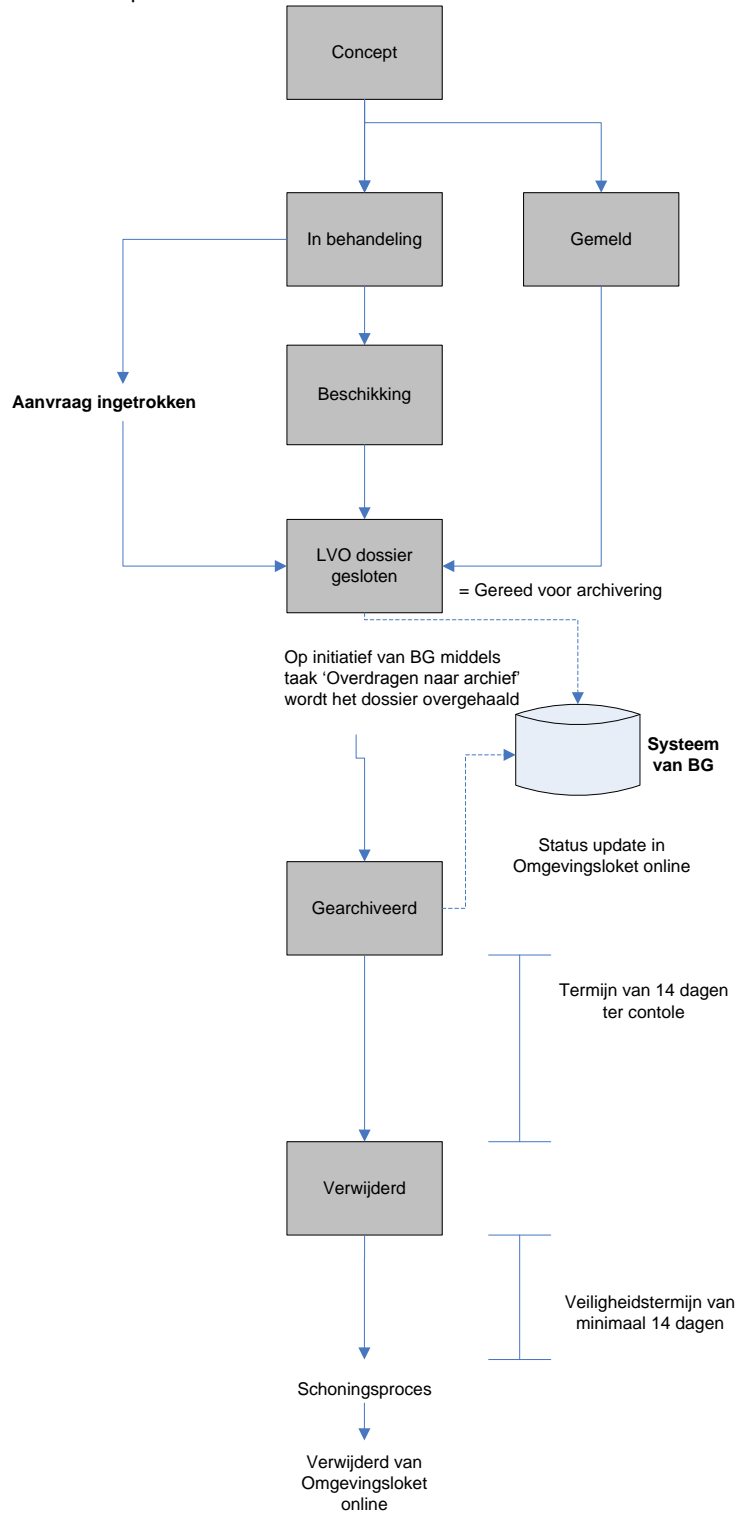 Concept
In behandeling
Gemeld
Aanvraag ingetrokken
Beschikking
LVO dossier
gesloten
= Gereed voor archivering
Op initiatief van BG middels
taak ‘Overdragen naar archief’
wordt het dossier overgehaald
Systeem
van BG
Status update in
Omgevingsloket online
Gearchiveerd
Termijn van 14 dagen
ter contole
Verwijderd
Veiligheidstermijn van
minimaal 14 dagen
Schoningsproces
Verwijderd van
Omgevingsloket
online